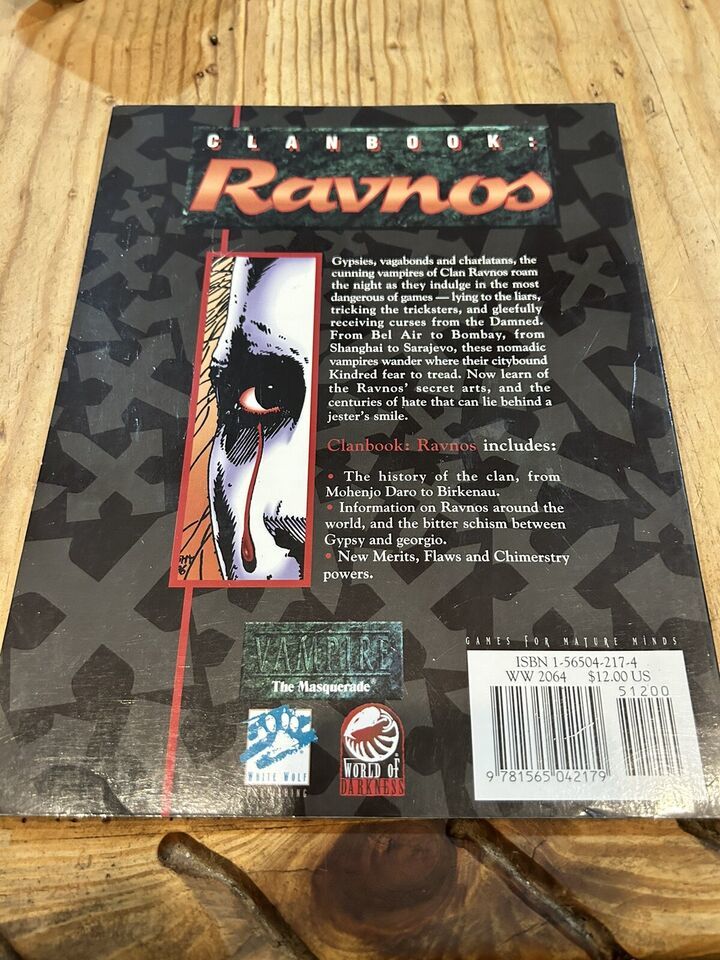 CLANBOOK:
Ravnos
Gypsies, vagabonds and charlatans, the
cunning vampires of Clan Ravnos roam
the night as they indulge in the most
dangerous of games — lying to the liars,
tricking the tricksters, and gleefully
receiving curses from the Damned.
From Bel Air to Bombay, from
Shanghai to Sarajevo, these nomadic
vampires wander where their citybound
Kindred fear to tread. Now learn of
the Ravnos' secret arts, and the
centuries of hate that can lie behind a
jester's smile.
Clanbook: Ravnos includes:
• The history of the clan, from
Mohenjo Daro to Birkenau.
• Information on Ravnos around the
world, and the bitter schism between
Gypsy and georgio.
• New Merits, Flaws and Chimerstry
powers.
VAMPIRE
The Masquerade®
WHITE WOLF
PUBLISHING
WORLD OF
DARKNESS
GAMES FOR MATURE MINDS
ISBN 1-56504-217-4
WW 2064 $12.00 US
51200
9 781565 042179